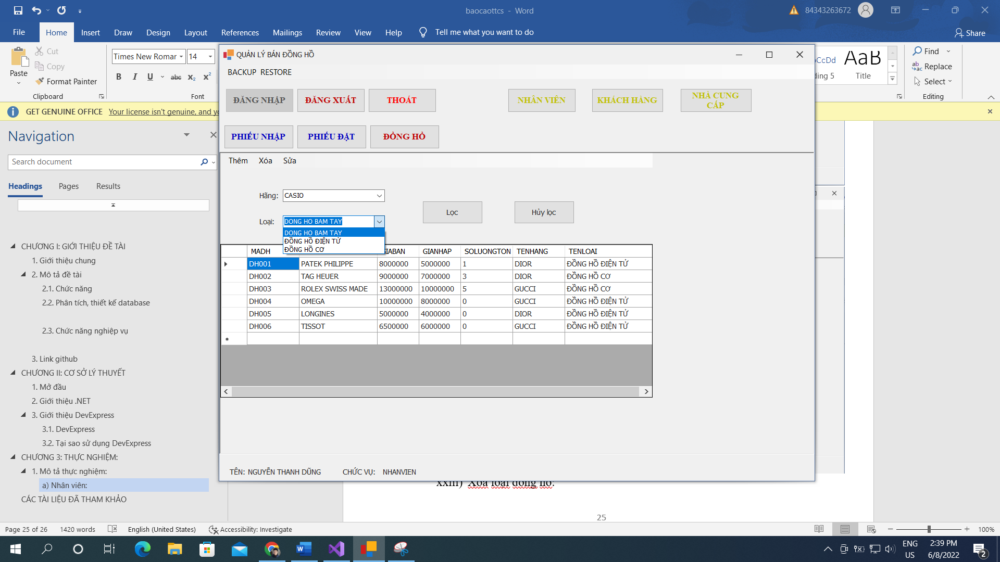 baocaottcs - Word
84343263672
File
Home
Insert
Draw
Design
Layout
References
Mailings
Review
View
Help
Tell me what you want to do
Share
Paste
Cut
Copy
Format Painter
Clipboard
Times New Romar
14
B I U abc x₂ x²
Font
CcDd
AaB
ing 5
Title
Find
Replace
Select
Editing
GET GENUINE OFFICE Your license isn't genuine, and yo
Navigation
Search document
Headings
Pages
Results
CHƯƠNG I: GIỚI THIỆU ĐỀ TÀI
1. Giới thiệu chung
2. Mô tả đề tài
2.1. Chức năng
2.2. Phân tích, thiết kế database
2.3. Chức năng nghiệp vụ
3. Link github
CHƯƠNG II: CƠ SỞ LÝ THUYẾT
1. Mở đầu
2. Giới thiệu .NET
3. Giới thiệu DevExpress
3.1. DevExpress
3.2. Tại sao sử dụng DevExpress
CHƯƠNG 3: THỰC NGHIỆM:
1. Mô tả thực nghiệm:
a) Nhân viên:
CÁC TÀI LIỆU ĐÃ THAM KHẢO
QUẢN LÝ BÁN ĐỒNG HỒ
BACKUP RESTORE
ĐĂNG NHẬP
ĐĂNG XUẤT
THOÁT
NHÂN VIÊN
KHÁCH HÀNG
NHÀ CUNG
CẤP
PHIẾU NHẬP
PHIẾU ĐẶT
ĐỒNG HỒ
Thêm Xóa Sửa
Hãng: CASIO
Loại: DONG HO BAM TAY
DONG HO BAM TAY
ĐỒNG HỒ ĐIỆN TỬ
ĐỒNG HỒ CƠ
Lọc
Hủy lọc
MADH GIABAN GIANHAP SOLUONGTON TENHANG TENLOAI
DH001 PATEK PHILIPPE 8000000 5000000 1 DIOR ĐỒNG HỒ ĐIỆN TỬ
DH002 TAG HEUER 9000000 7000000 3 DIOR ĐỒNG HỒ CƠ
DH003 ROLEX SWISS MADE 13000000 10000000 5 GUCCI ĐỒNG HỒ CƠ
DH004 OMEGA 10000000 8000000 0 GUCCI ĐỒNG HỒ ĐIỆN TỬ
DH005 LONGINES 5000000 4000000 0 DIOR ĐỒNG HỒ ĐIỆN TỬ
DH006 TISSOT 6500000 6000000 0 GUCCI ĐỒNG HỒ ĐIỆN TỬ
TÊN: NGUYỄN THANH DŨNG CHỨC VỤ: NHANVIEN
xxiii) Xóa loại đồng hồ:
25
Page 25 of 26
1420 words
English (United States)
Accessibility: Investigate
100%
ENG
US
2:39 PM
6/8/2022
2